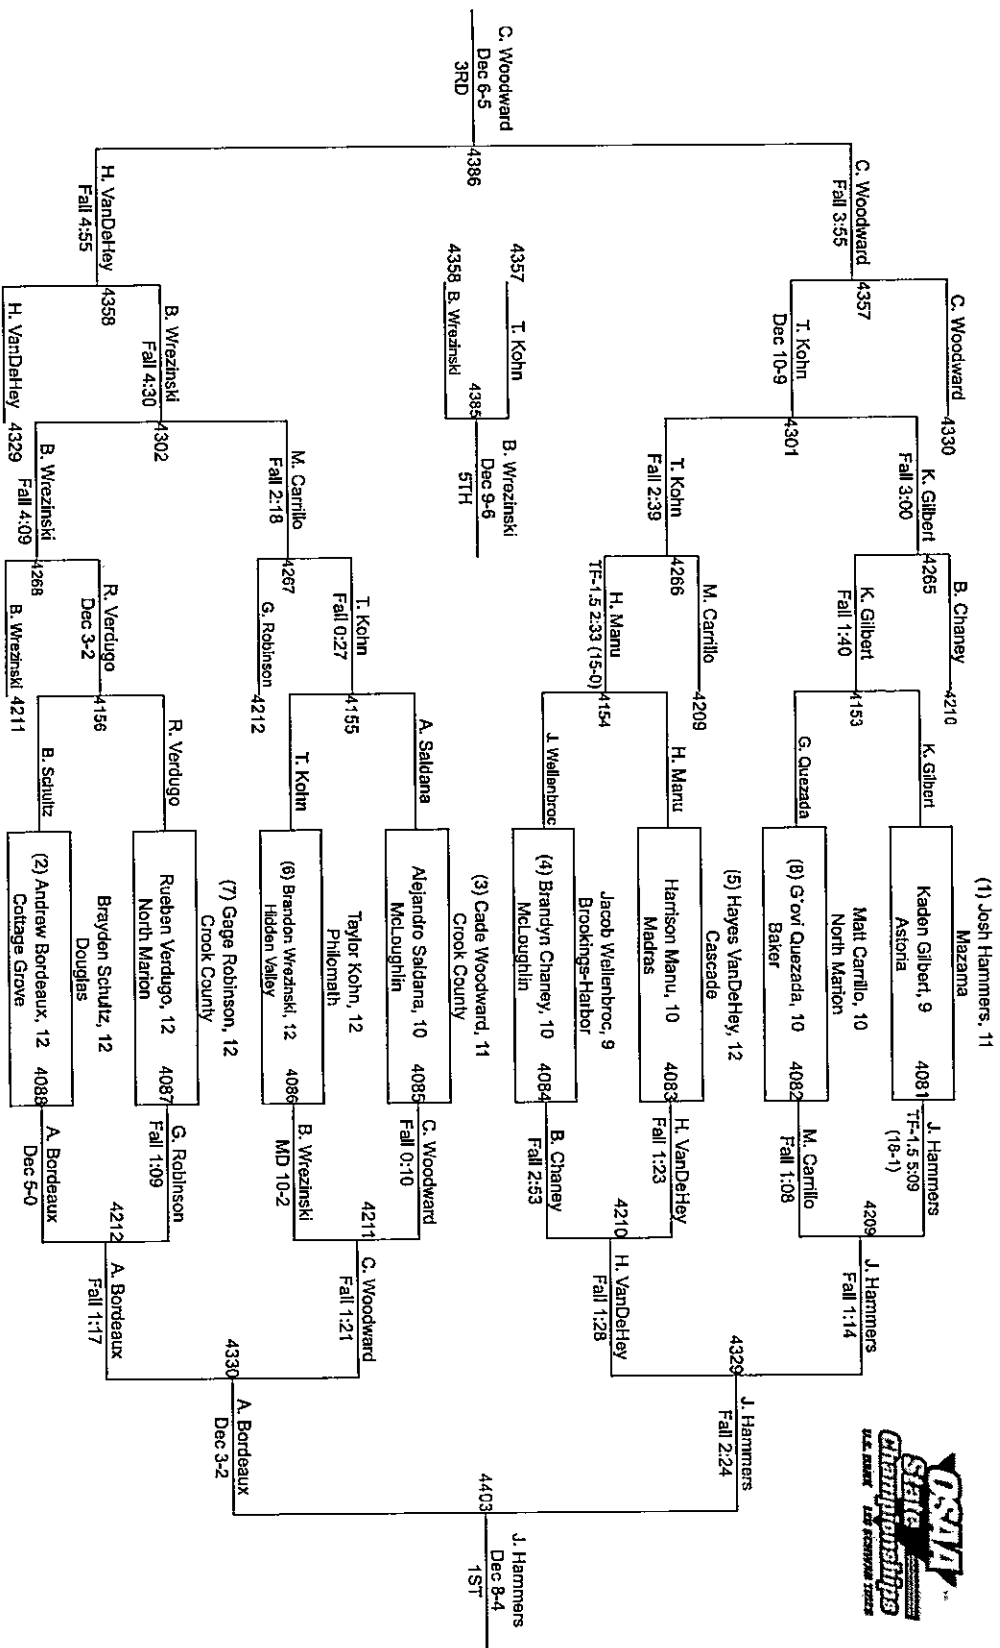 (1) Josh Hammers, 11
Mazama
Kaden Gilbert, 9
Astoria
4081
J. Hammers
TF-1.5 5:09
(18-1)
K. Gilbert
Matt Carrillo, 10
North Marion
(8) G'ovi Quezada, 10
Baker
4082
M. Carrillo
Fall 1:08
G. Quezada
4209
J. Hammers
Fall 1:14
(5) Hayes VanDeHey, 12
Cascade
Harrison Manu, 10
Madras
4083
H. VanDeHey
Fall 1:23
H. Manu
Jacob Wellenbroc, 9
Brookings-Harbor
(4) Brandyn Chaney, 10
McLoughlin
4084
B. Chaney
Fall 2:53
J. Wellenbroc
4210
H. VanDeHey
Fall 1:28
4329
J. Hammers
Fall 2:24
(3) Cade Woodward, 11
Crook County
Alejandro Saldana, 10
McLoughlin
4085
C. Woodward
Fall 0:10
A. Saldana
Taylor Kohn, 12
Philomath
(6) Brandon Wrezinski, 12
Hidden Valley
4086
B. Wrezinski
MD 10-2
T. Kohn
4211
C. Woodward
Fall 1:21
(7) Gage Robinson, 12
Crook County
Rueben Verdugo, 12
North Marion
4087
G. Robinson
Fall 1:09
R. Verdugo
Braydon Schultz, 12
Douglas
(2) Andrew Bordeaux, 12
Cottage Grove
4088
A. Bordeaux
Dec 5-0
B. Schultz
4212
A. Bordeaux
Fall 1:17
4330
A. Bordeaux
Dec 3-2
4403
J. Hammers
Dec 8-4
1ST
C. Woodward
4330
B. Chaney
4210
4153
K. Gilbert
Fall 1:40
4265
K. Gilbert
Fall 3:00
M. Carrillo
4209
4154
H. Manu
TF-1.5 2:33 (15-0)
4266
T. Kohn
Fall 2:39
4301
T. Kohn
Dec 10-9
4357
C. Woodward
Fall 3:55
4155
T. Kohn
Fall 0:27
G. Robinson
4212
4267
M. Carrillo
Fall 2:18
4156
R. Verdugo
Dec 3-2
B. Wrezinski
4211
4268
B. Wrezinski
Fall 4:09
4302
B. Wrezinski
Fall 4:30
H. VanDeHey
4329
4358
H. VanDeHey
Fall 4:55
4386
C. Woodward
Dec 6-5
3RD
4357
T. Kohn
4358
B. Wrezinski
4385
B. Wrezinski
Dec 9-6
5TH
OSAA
State
Championships
U.S. BANK LES SCHWAB TIRES